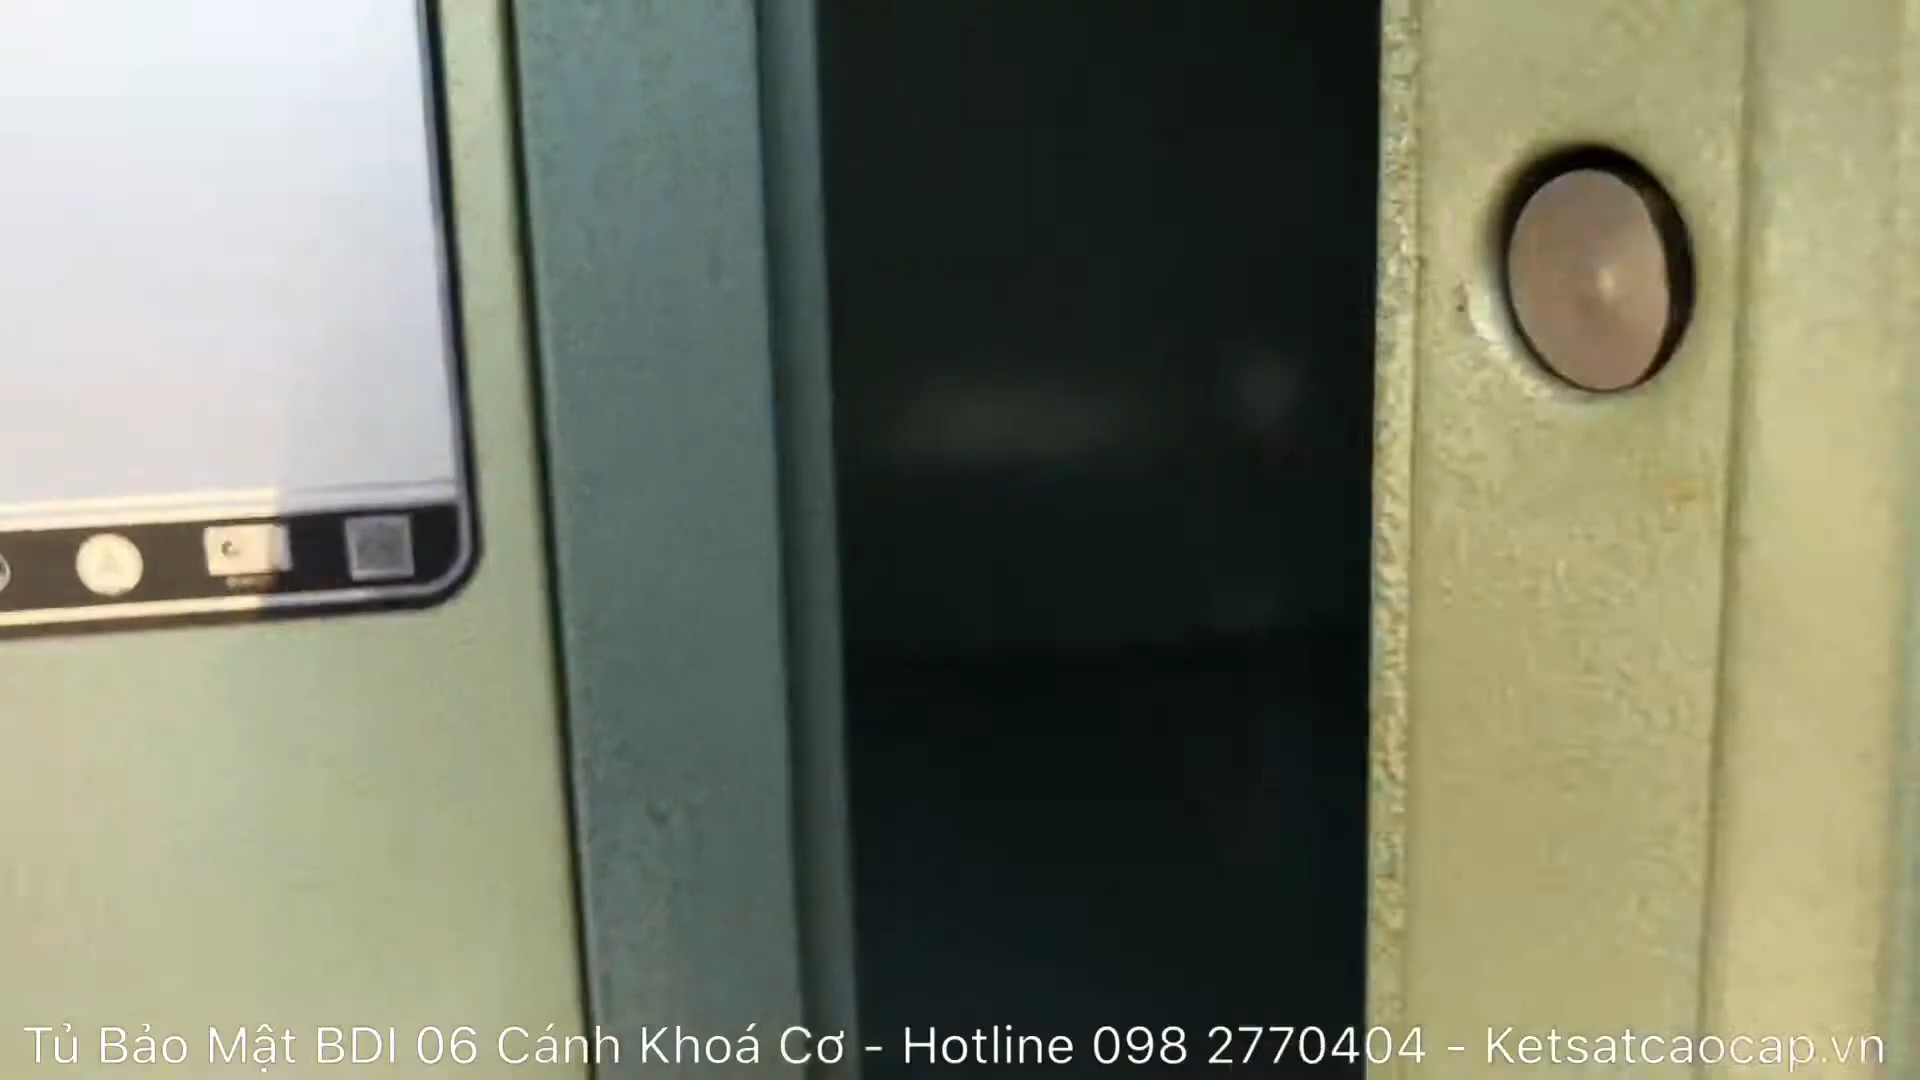 Tủ Bảo Mật BDI 06 Cánh Khoá Cơ - Hotline 098 2770404 - Ketsatcaocap.vn